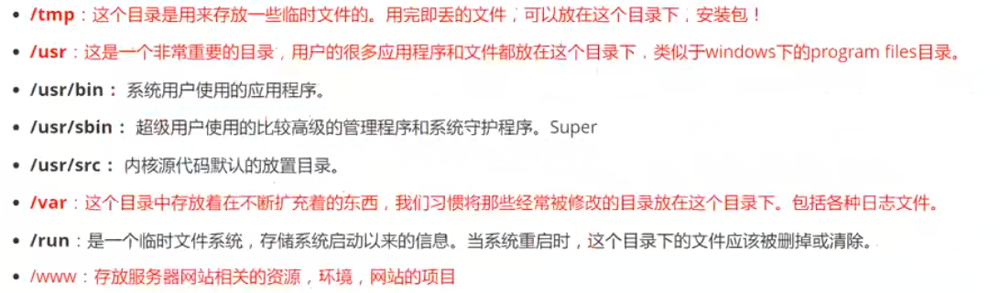 • /tmp：这个目录是用来存放一些临时文件的。用完即丢的文件，可以放在这个目录下，安装包！
• /usr：这是一个非常重要的目录，用户的很多应用程序和文件都放在这个目录下，类似于windows下的program files目录。
• /usr/bin： 系统用户使用的应用程序。
• /usr/sbin： 超级用户使用的比较高级的管理程序和系统守护程序。Super
• /usr/src： 内核源代码默认的放置目录。
• /var：这个目录中存放着在不断扩充着的东西，我们习惯将那些经常被修改的目录放在这个目录下。包括各种日志文件。
• /run：是一个临时文件系统，存储系统启动以来的信息。当系统重启时，这个目录下的文件应该被删掉或清除。
• /www：存放服务器网站相关的资源，环境，网站的项目